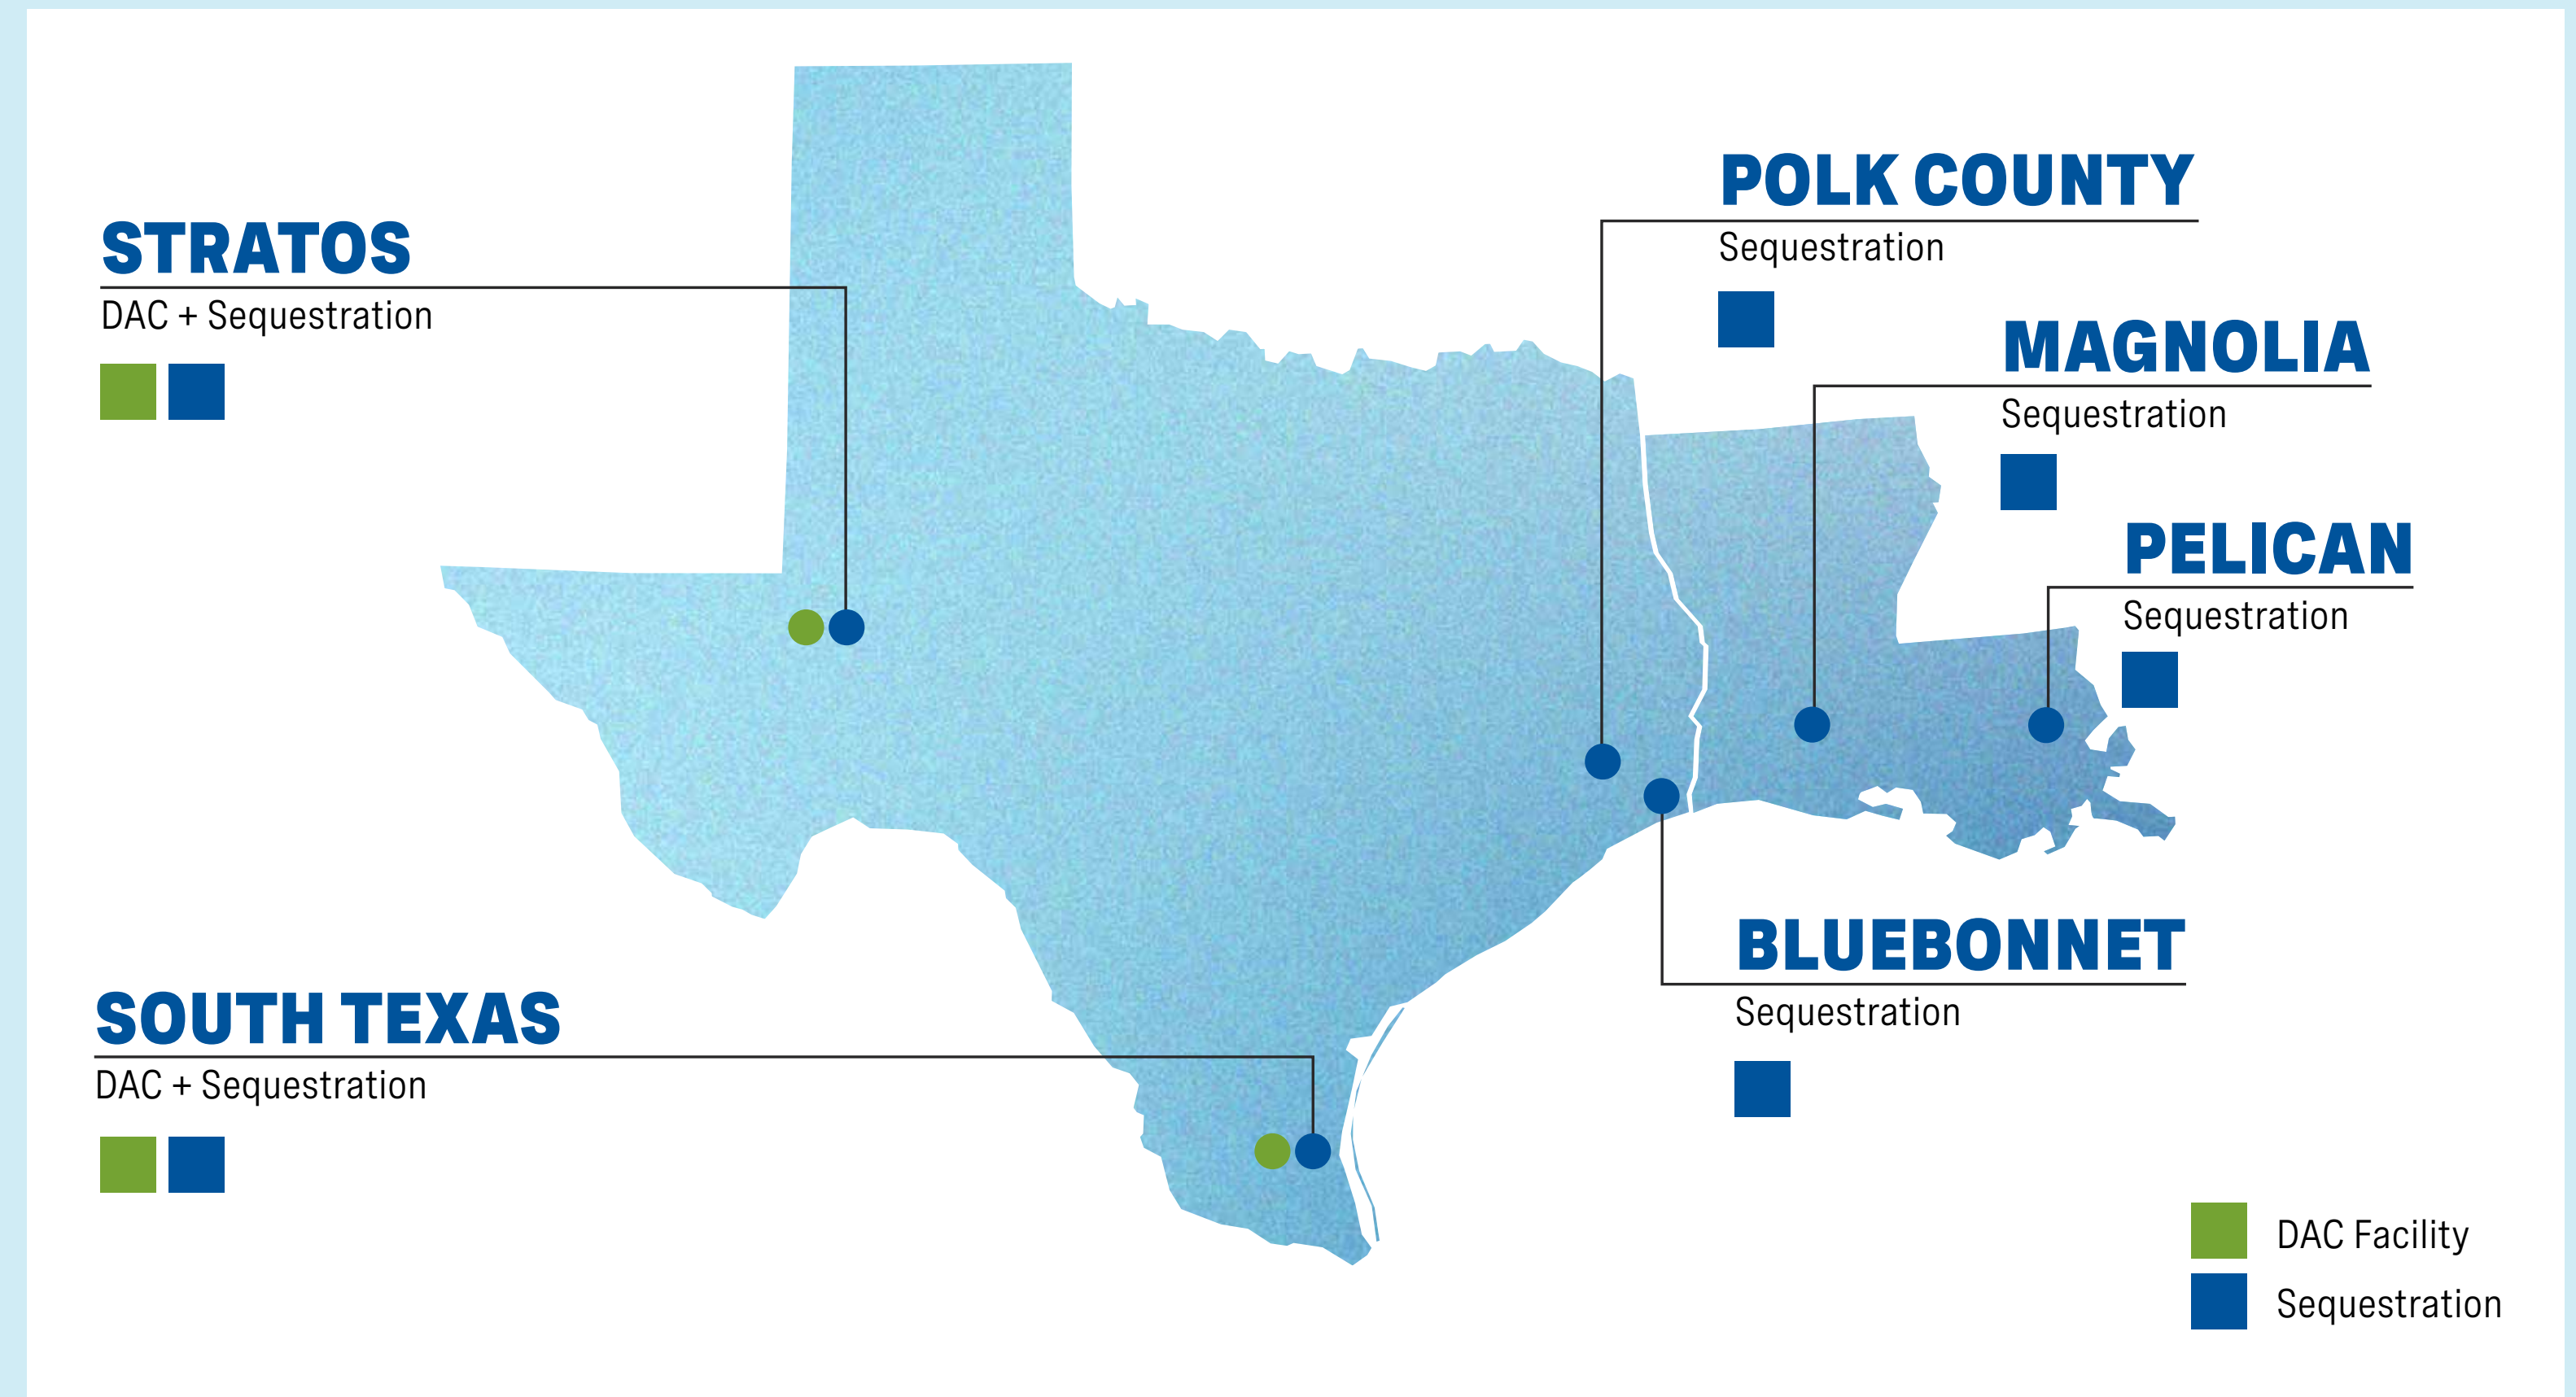 STRATOS
DAC + Sequestration
POLK COUNTY
Sequestration
MAGNOLIA
Sequestration
PELICAN
Sequestration
BLUEBONNET
Sequestration
SOUTH TEXAS
DAC + Sequestration
DAC Facility
Sequestration